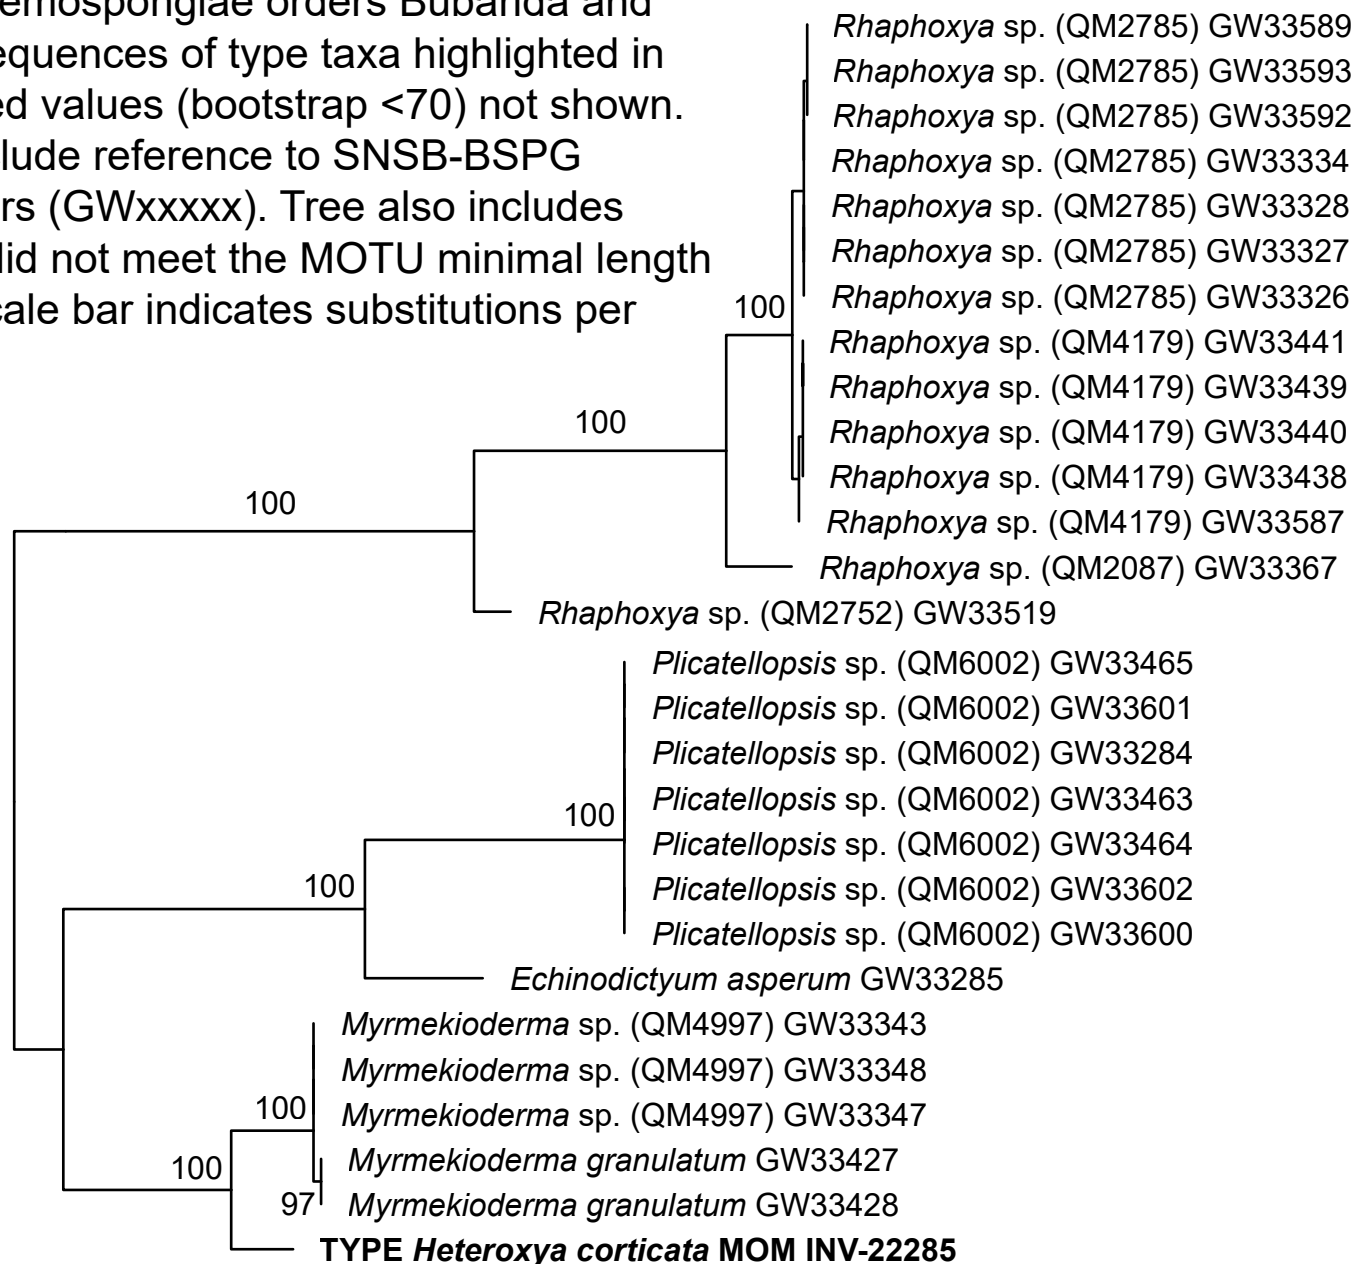 emospongiae orders Bubarida and
equences of type taxa highlighted in
ed values (bootstrap <70) not shown.
lude reference to SNSB-BSPG
rs (GWxxxxx). Tree also includes
did not meet the MOTU minimal length
cale bar indicates substitutions per
Rhaphoxya sp. (QM2785) GW33589
Rhaphoxya sp. (QM2785) GW33593
Rhaphoxya sp. (QM2785) GW33592
Rhaphoxya sp. (QM2785) GW33334
Rhaphoxya sp. (QM2785) GW33328
Rhaphoxya sp. (QM2785) GW33327
Rhaphoxya sp. (QM2785) GW33326
100
Rhaphoxya sp. (QM4179) GW33441
Rhaphoxya sp. (QM4179) GW33439
100
Rhaphoxya sp. (QM4179) GW33440
Rhaphoxya sp. (QM4179) GW33438
100
Rhaphoxya sp. (QM4179) GW33587
Rhaphoxya sp. (QM2087) GW33367
Rhaphoxya sp. (QM2752) GW33519
Plicatellopsis sp. (QM6002) GW33465
Plicatellopsis sp. (QM6002) GW33601
Plicatellopsis sp. (QM6002) GW33284
Plicatellopsis sp. (QM6002) GW33463
100
Plicatellopsis sp. (QM6002) GW33464
100
Plicatellopsis sp. (QM6002) GW33602
Plicatellopsis sp. (QM6002) GW33600
Echinodictyum asperum GW33285
Myrmekioderma sp. (QM4997) GW33343
Myrmekioderma sp. (QM4997) GW33348
100
Myrmekioderma sp. (QM4997) GW33347
100
Myrmekioderma granulatum GW33427
97
Myrmekioderma granulatum GW33428
TYPE Heteroxya corticata MOM INV-22285